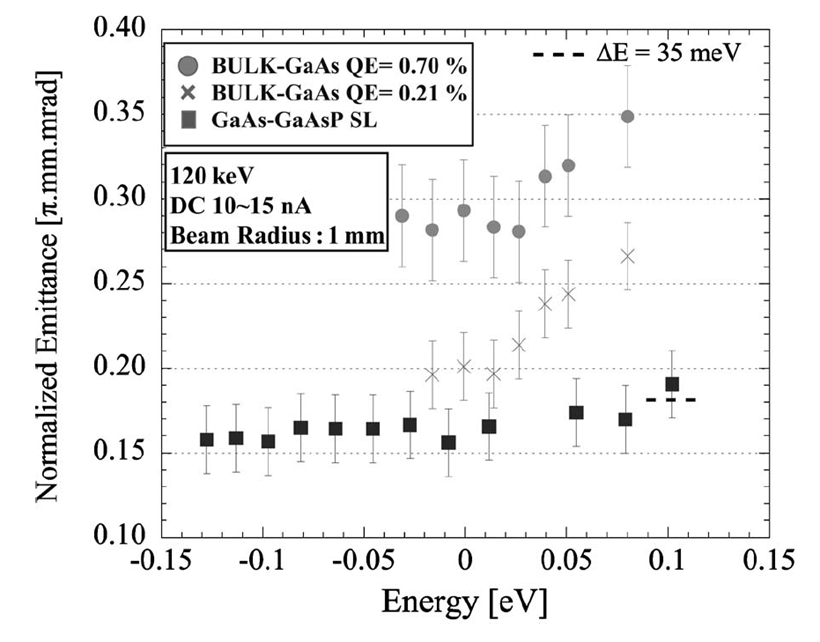 0.40
0.35
0.30
0.25
0.20
0.15
0.10
Normalized Emittance [π.mm.mrad]
BULK-GaAs QE= 0.70 %
BULK-GaAs QE= 0.21 %
GaAs-GaAsP SL
ΔE = 35 meV
120 keV
DC 10~15 nA
Beam Radius : 1 mm
-0.15 -0.1 -0.05 0 0.05 0.1 0.15
Energy [eV]